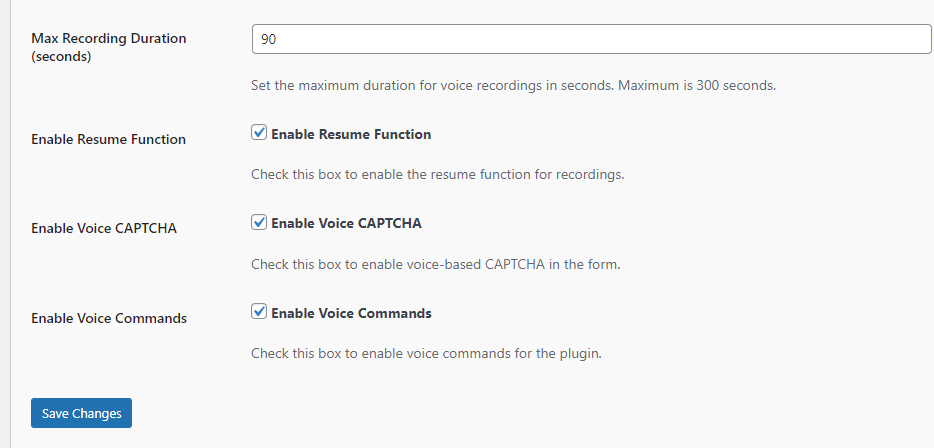 Max Recording Duration
(seconds)
90
Set the maximum duration for voice recordings in seconds. Maximum is 300 seconds.
Enable Resume Function
Enable Resume Function
Check this box to enable the resume function for recordings.
Enable Voice CAPTCHA
Enable Voice CAPTCHA
Check this box to enable voice-based CAPTCHA in the form.
Enable Voice Commands
Enable Voice Commands
Check this box to enable voice commands for the plugin.
Save Changes